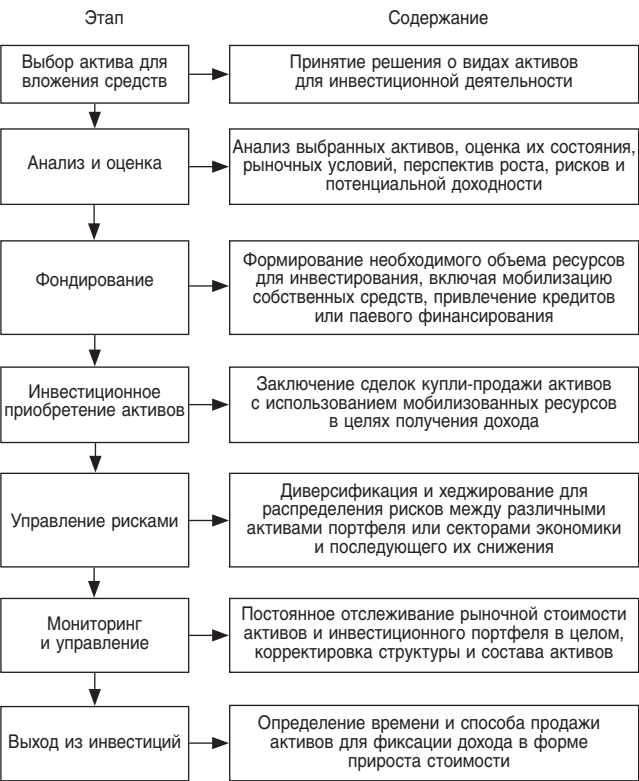 Этап
Содержание
Выбор актива для
вложения средств
Принятие решения о видах активов
для инвестиционной деятельности
Анализ и оценка
Анализ выбранных активов, оценка их состояния,
рыночных условий, перспектив роста, рисков и
потенциальной доходности
Фондирование
Формирование необходимого объема ресурсов
для инвестирования, включая мобилизацию
собственных средств, привлечение кредитов
или паевого финансирования
Инвестиционное
приобретение активов
Заключение сделок купли-продажи активов
с использованием мобилизованных ресурсов
в целях получения дохода
Управление рисками
Диверсификация и хеджирование для
распределения рисков между различными
активами портфеля или секторами экономики
и последующего их снижения
Мониторинг
и управление
Постоянное отслеживание рыночной стоимости
активов и инвестиционного портфеля в целом,
корректировка структуры и состава активов
Выход из инвестиций
Определение времени и способа продажи
активов для фиксации дохода в форме
прироста стоимости